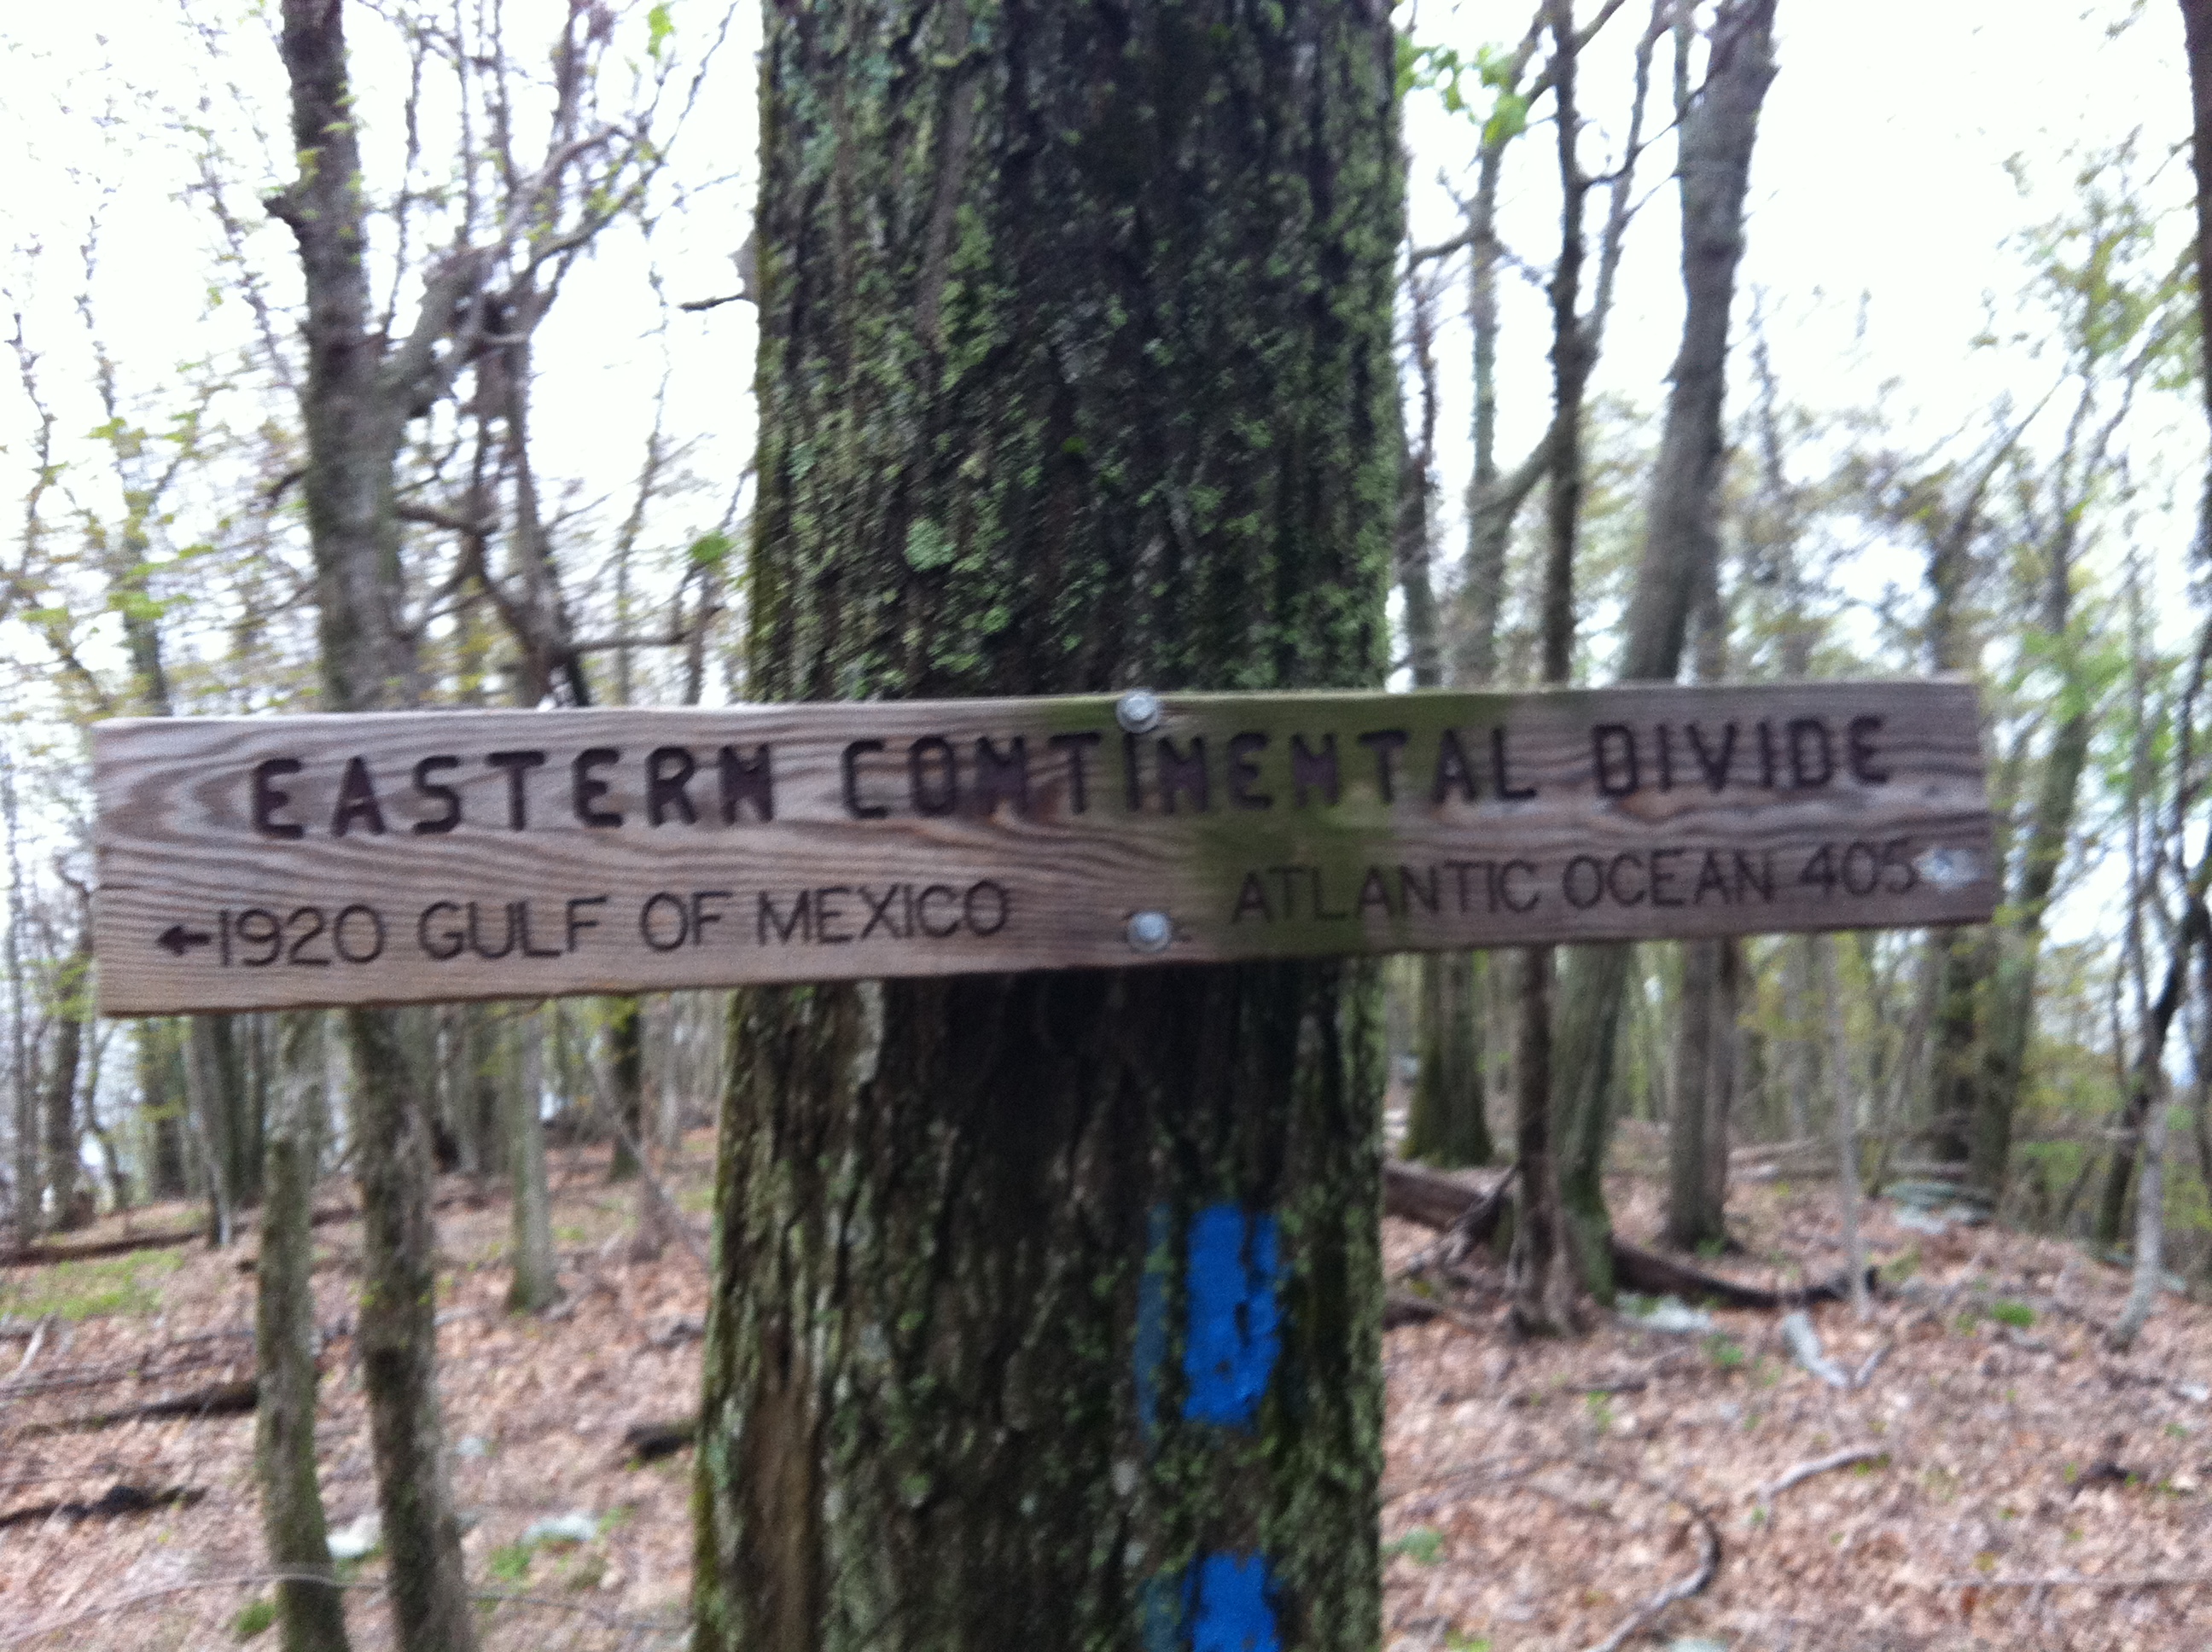 EASTERN CONTINENTAL DIVIDE
←1920 GULF OF MEXICO ATLANTIC OCEAN 405